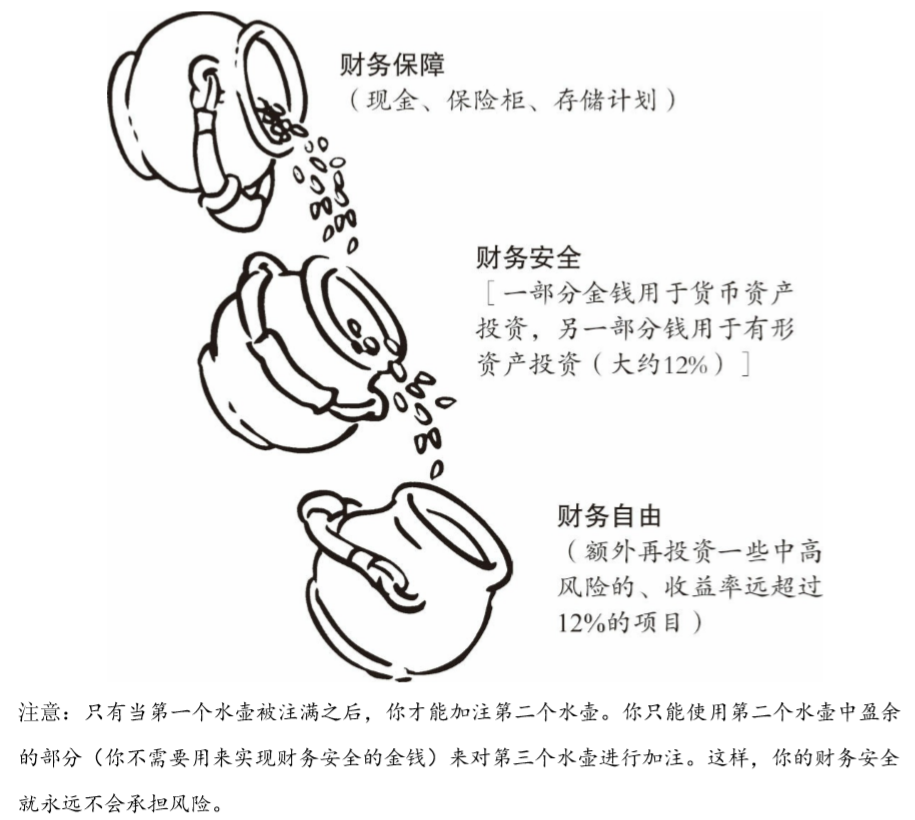 财务保障
（现金、保险柜、存储计划）
财务安全
［一部分金钱用于货币资产
投资，另一部分钱用于有形
资产投资（大约12%）］
财务自由
（额外再投资一些中高
风险的、收益率远超过
12%的项目）
注意：只有当第一个水壶被注满之后，你才能加注第二个水壶。你只能使用第二个水壶中盈余
的部分（你不需要用来实现财务安全的金钱）来对第三个水壶进行加注。这样，你的财务安全
就永远不会承担风险。